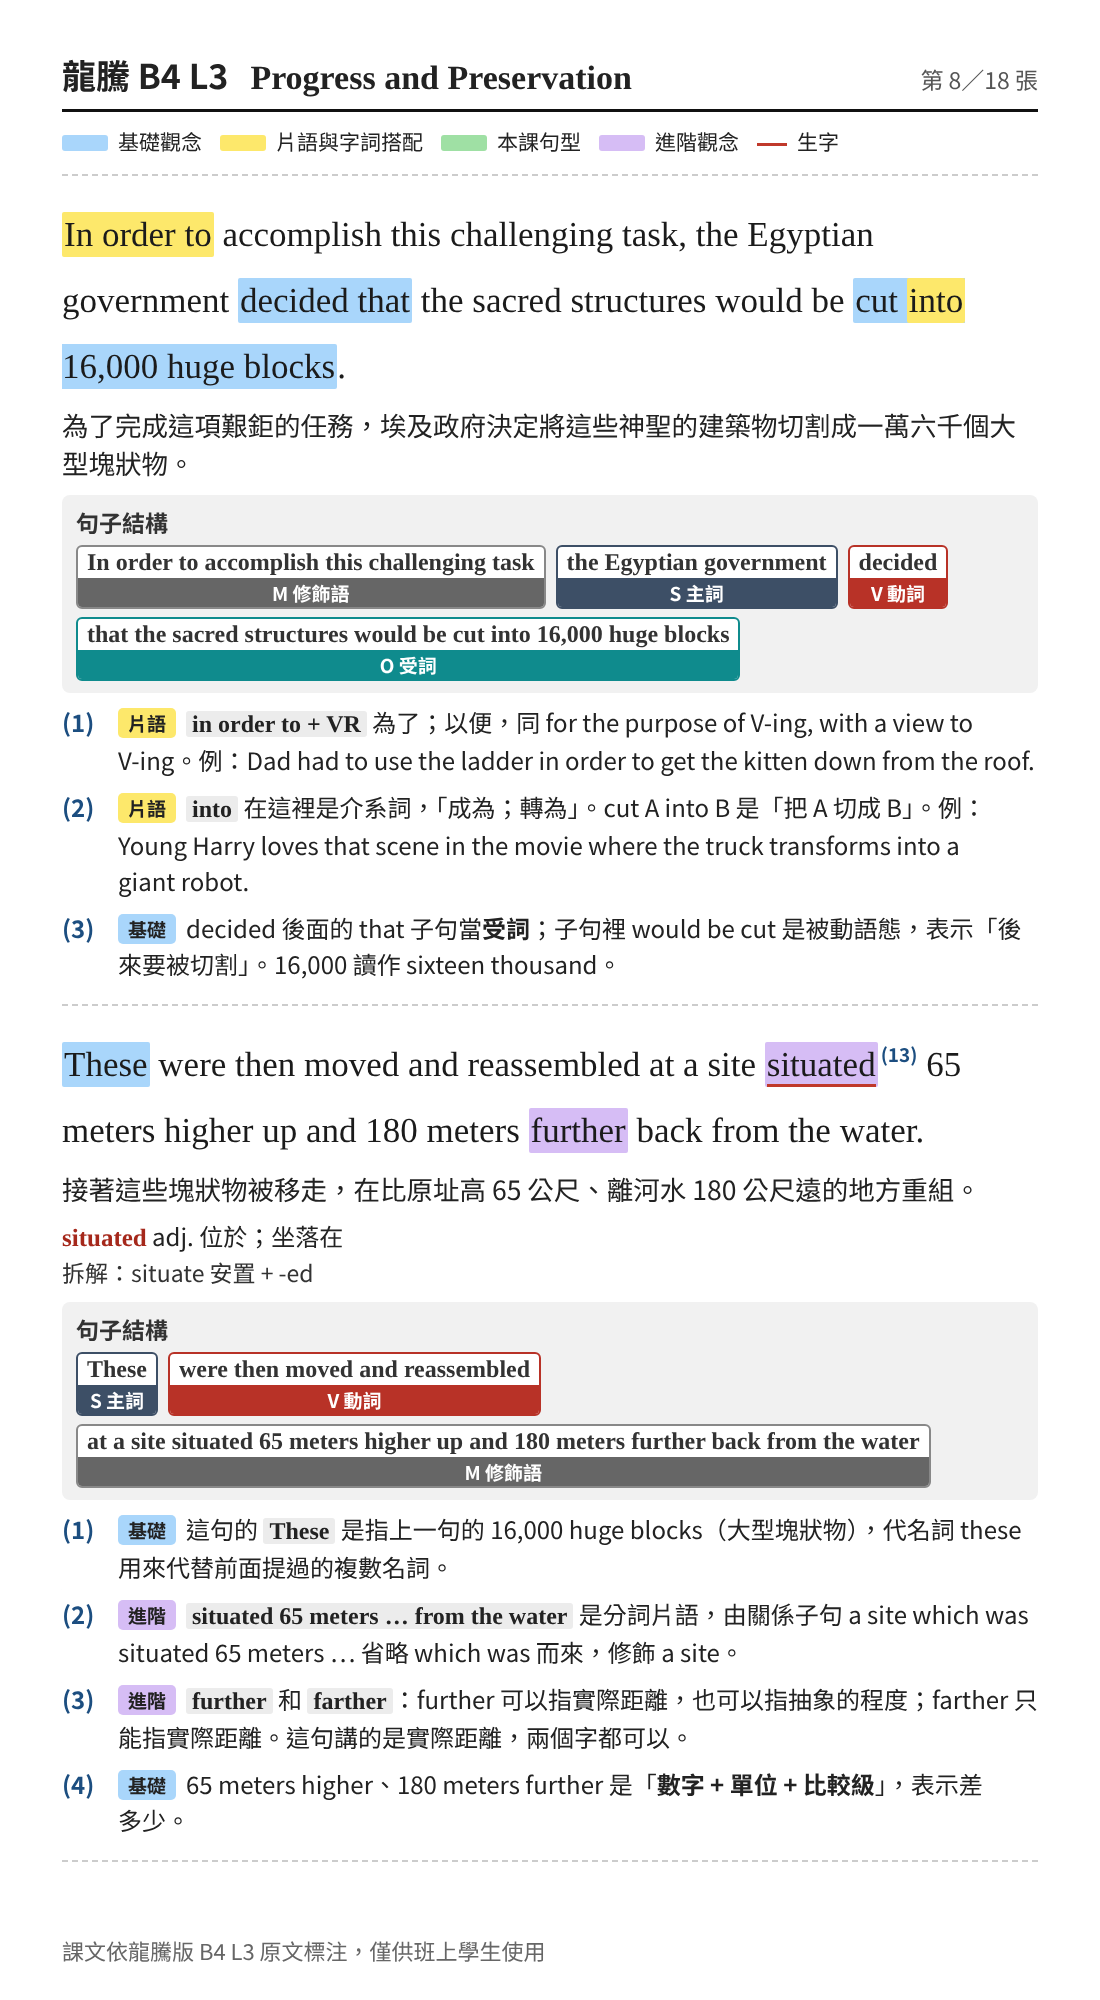 龍騰 B4 L3 Progress and Preservation 第 8／18 張
基礎觀念 片語與字詞搭配 本課句型 進階觀念 生字
In order to accomplish this challenging task, the Egyptian
government decided that the sacred structures would be cut into
16,000 huge blocks.
為了完成這項艱鉅的任務，埃及政府決定將這些神聖的建築物切割成一萬六千個大
型塊狀物。
句子結構
In order to accomplish this challenging task the Egyptian government decided
M 修飾語 S 主詞 V 動詞
that the sacred structures would be cut into 16,000 huge blocks
O 受詞
(1) 片語 in order to + VR 為了；以便，同 for the purpose of V-ing, with a view to
V-ing。例：Dad had to use the ladder in order to get the kitten down from the roof.
(2) 片語 into 在這裡是介系詞，「成為；轉為」。cut A into B 是「把 A 切成 B」。例：
Young Harry loves that scene in the movie where the truck transforms into a
giant robot.
(3) 基礎 decided 後面的 that 子句當受詞；子句裡 would be cut 是被動語態，表示「後
來要被切割」。16,000 讀作 sixteen thousand。
These were then moved and reassembled at a site situated(13) 65
meters higher up and 180 meters further back from the water.
接著這些塊狀物被移走，在比原址高 65 公尺、離河水 180 公尺遠的地方重組。
situated adj. 位於；坐落在
拆解：situate 安置 + -ed
句子結構
These were then moved and reassembled
S 主詞 V 動詞
at a site situated 65 meters higher up and 180 meters further back from the water
M 修飾語
(1) 基礎 這句的 These 是指上一句的 16,000 huge blocks（大型塊狀物），代名詞 these
用來代替前面提過的複數名詞。
(2) 進階 situated 65 meters … from the water 是分詞片語，由關係子句 a site which was
situated 65 meters … 省略 which was 而來，修飾 a site。
(3) 進階 further 和 farther：further 可以指實際距離，也可以指抽象的程度；farther 只
能指實際距離。這句講的是實際距離，兩個字都可以。
(4) 基礎 65 meters higher、180 meters further 是「數字 + 單位 + 比較級」，表示差
多少。
課文依龍騰版 B4 L3 原文標注，僅供班上學生使用